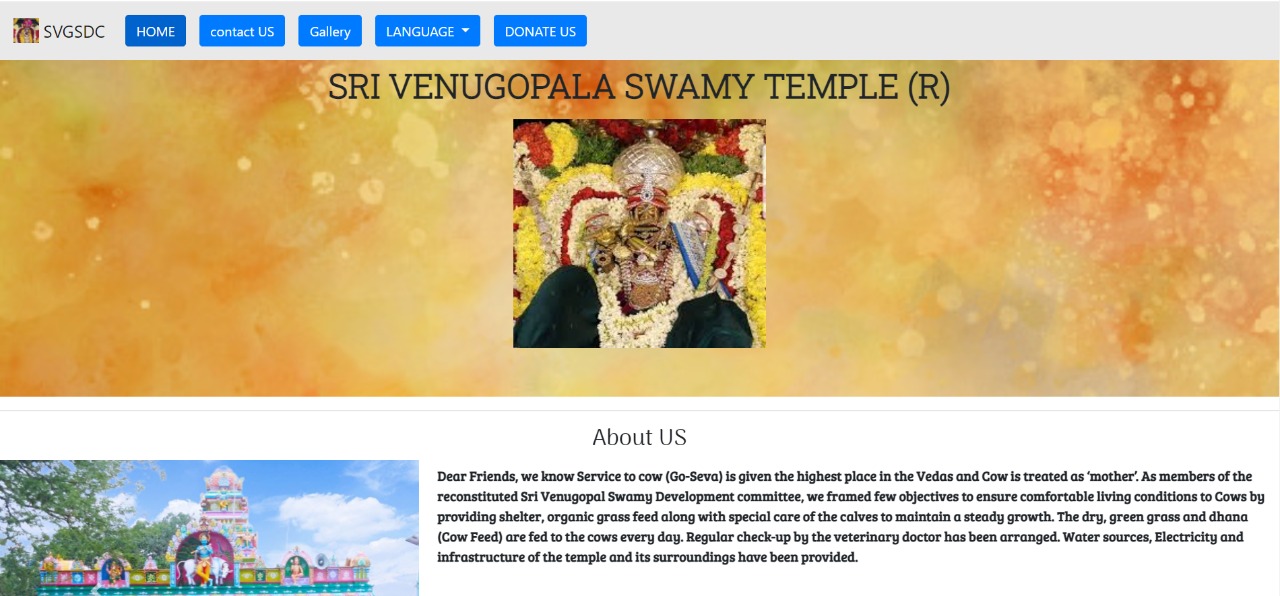 SVGSDC HOME contact US Gallery LANGUAGE DONATE US
SRI VENUGOPALA SWAMY TEMPLE (R)
About US
Dear Friends, we know Service to cow (Go-Seva) is given the highest place in the Vedas and Cow is treated as ‘mother’. As members of the
reconstituted Sri Venugopal Swamy Development committee, we framed few objectives to ensure comfortable living conditions to Cows by
providing shelter, organic grass feed along with special care of the calves to maintain a steady growth. The dry, green grass and dhana
(Cow Feed) are fed to the cows every day. Regular check-up by the veterinary doctor has been arranged. Water sources, Electricity and
infrastructure of the temple and its surroundings have been provided.